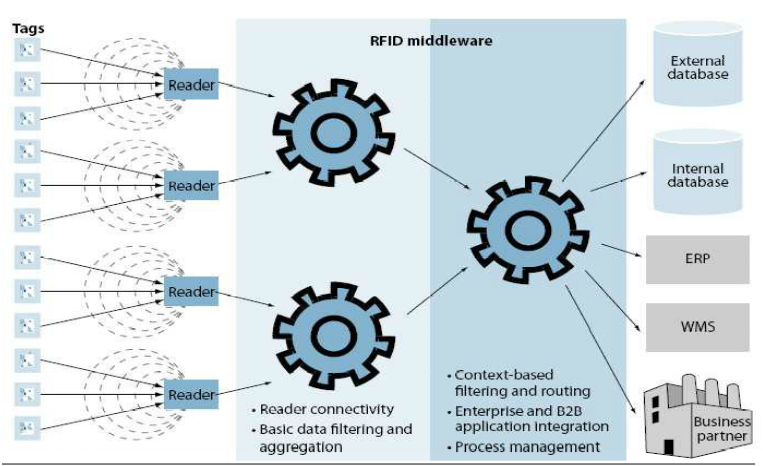 Tags
RFID middleware
Reader
Reader
Reader
Reader
• Reader connectivity
• Basic data filtering and
aggregation
• Context-based
filtering and routing
• Enterprise and B2B
application integration
• Process management
External
database
Internal
database
ERP
WMS
Business
partner